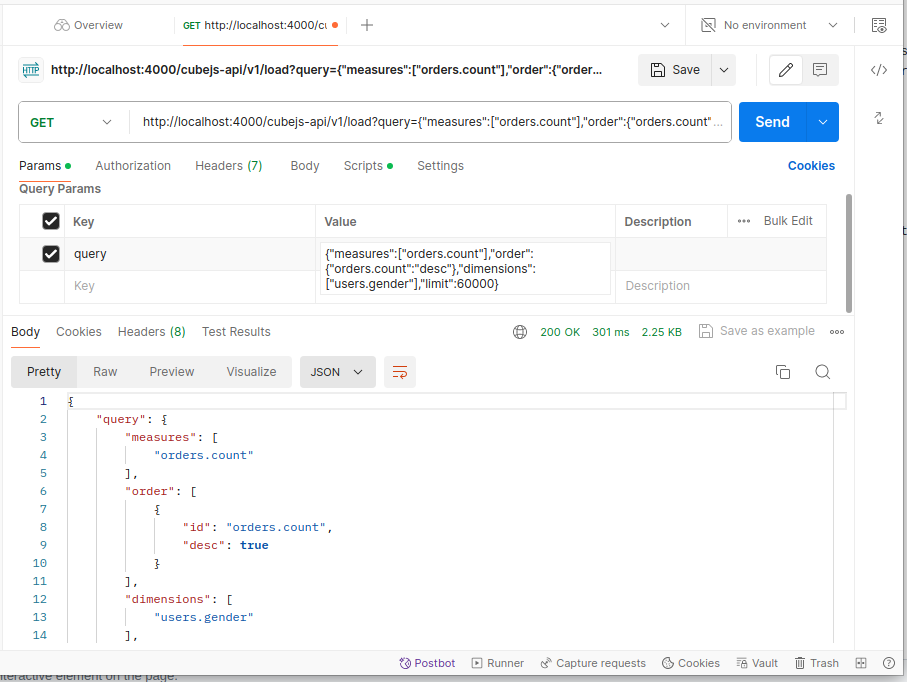 Overview
GET http://localhost:4000/cu
No environment
HTTP http://localhost:4000/cubejs-api/v1/load?query={"measures":["orders.count"],"order":{"order...
Save
GET http://localhost:4000/cubejs-api/v1/load?query={"measures":["orders.count"],"order":{"orders.count" ...
Send
Params Authorization Headers (7) Body Scripts Settings Cookies
Query Params
Key Value Description Bulk Edit
query
{"measures":["orders.count"],"order":
{"orders.count":"desc"},"dimensions":
["users.gender"],"limit":60000}
Key Description
Body Cookies Headers (8) Test Results 200 OK 301 ms 2.25 KB Save as example
Pretty Raw Preview Visualize JSON
1 {
2 "query": {
3 "measures": [
4 "orders.count"
5 ],
6 "order": [
7 {
8 "id": "orders.count",
9 "desc": true
10 }
11 ],
12 "dimensions": [
13 "users.gender"
14 ],
Postbot Runner Capture requests Cookies Vault Trash
interactive element on the page.